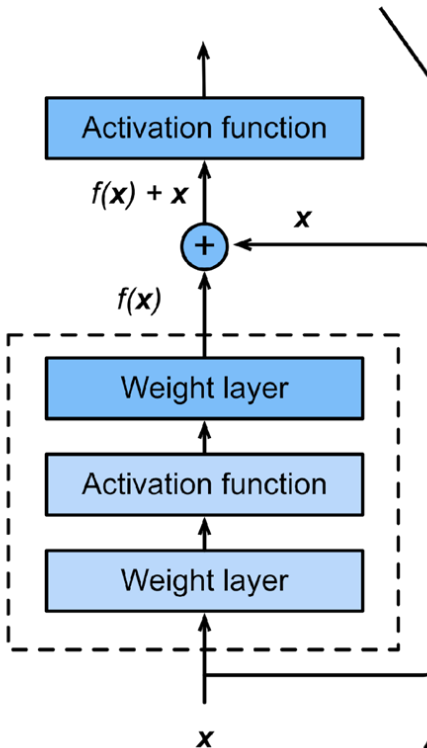 Activation function
f(x) + x
x
+
f(x)
Weight layer
Activation function
Weight layer
x